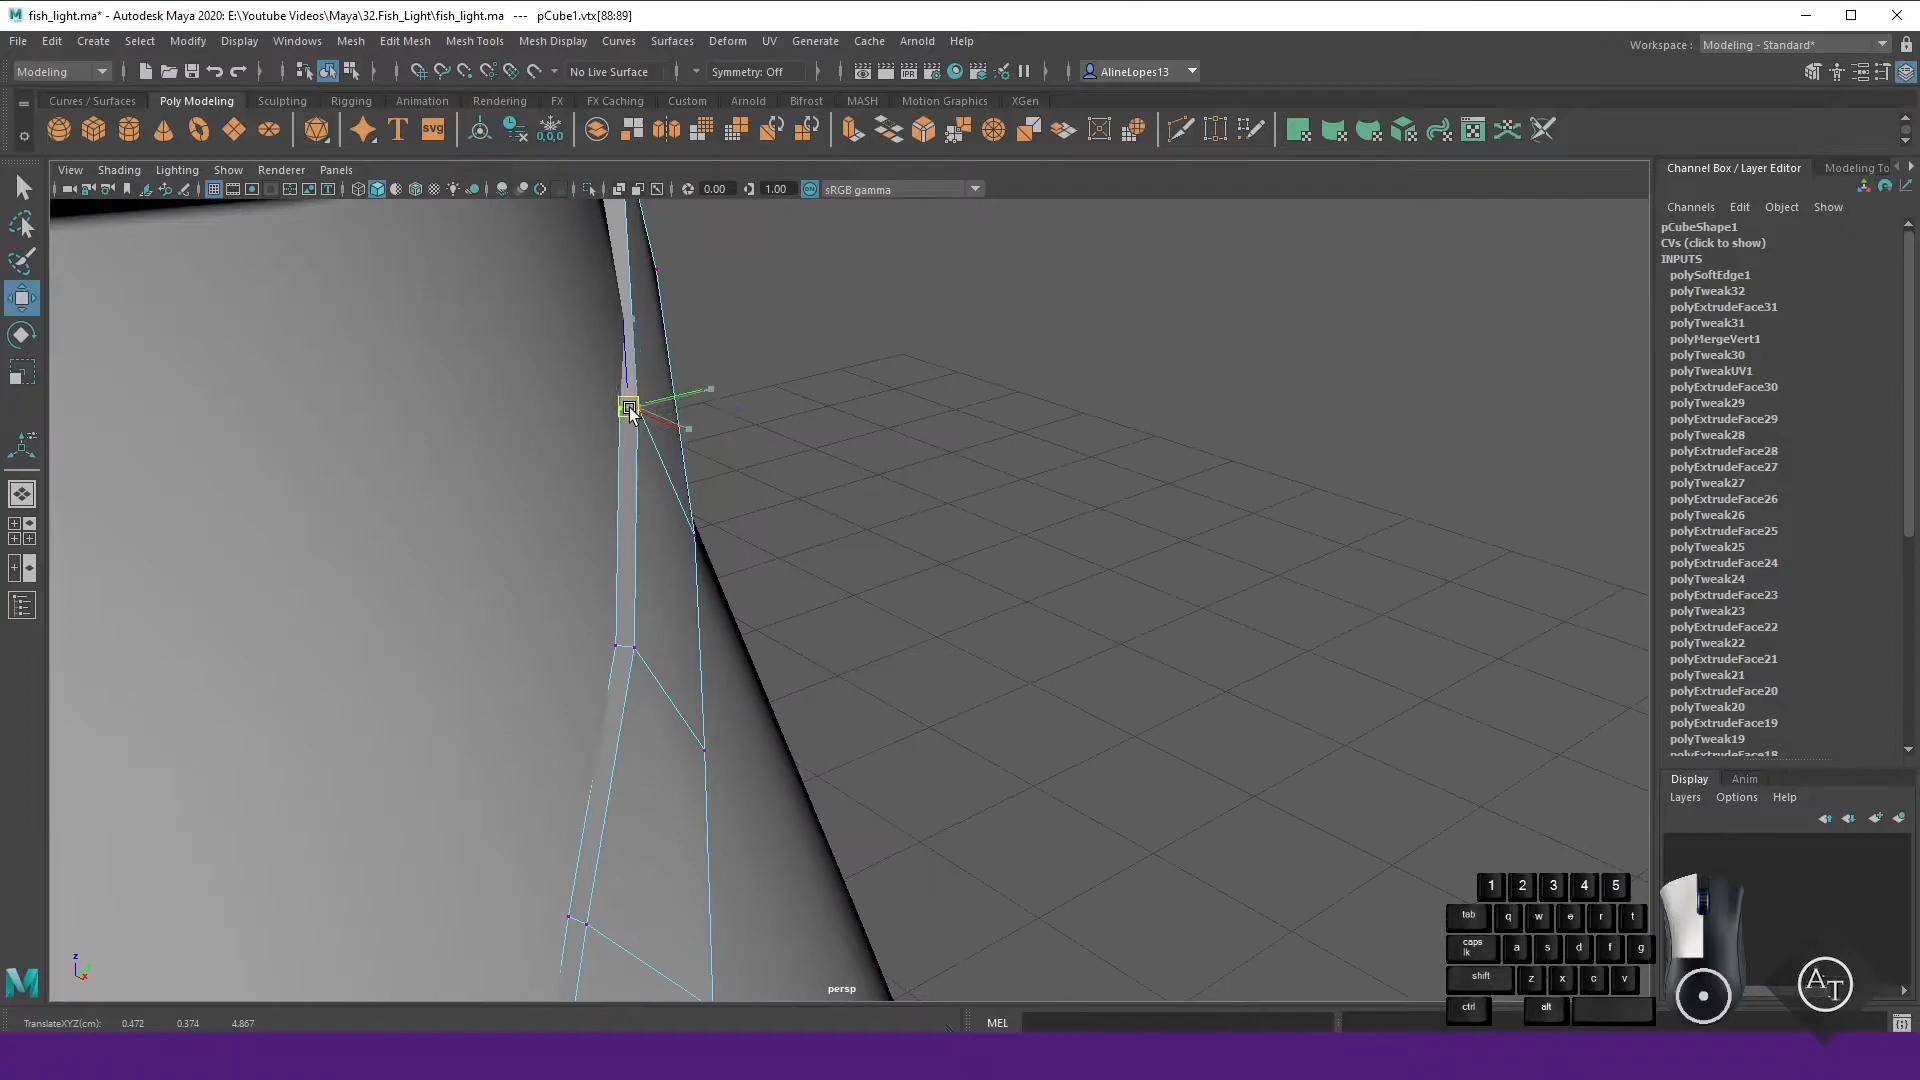 fish_light.ma* - Autodesk Maya 2020: E:\Youtube Videos\Maya\32.Fish_Light\fish_light.ma   ---   pCube1.vtx[88:89]
File Edit Create Select Modify Display Windows Mesh Edit Mesh Mesh Tools Mesh Display Curves Surfaces Deform UV Generate Cache Arnold Help
Workspace : Modeling - Standard*
Modeling
No Live Surface
Symmetry: Off
AlineLopes13
Curves / Surfaces Poly Modeling Sculpting Rigging Animation Rendering FX FX Caching Custom Arnold Bifrost MASH Motion Graphics XGen
T
SVG
0,0,0
IPR
View Shading Lighting Show Renderer Panels
0.00
1.00
sRGB gamma
Channel Box / Layer Editor
Modeling To
Channels Edit Object Show
pCubeShape1
CVs (click to show)
INPUTS
polySoftEdge1
polyTweak32
polyExtrudeFace31
polyTweak31
polyMergeVert1
polyTweak30
polyTweakUV1
polyExtrudeFace30
polyTweak29
polyExtrudeFace29
polyTweak28
polyExtrudeFace28
polyExtrudeFace27
polyTweak27
polyExtrudeFace26
polyTweak26
polyExtrudeFace25
polyTweak25
polyExtrudeFace24
polyTweak24
polyExtrudeFace23
polyTweak23
polyExtrudeFace22
polyTweak22
polyExtrudeFace21
polyTweak21
polyExtrudeFace20
polyTweak20
polyExtrudeFace19
polyTweak19
polyExtrudeFace18
Display Anim
Layers Options Help
z
x
persp
1 2 3 4 5
tab q w e r t
caps lk a s d f g
shift z x c v
ctrl alt
AT
TranslateXYZ(cm): 0.472 0.374 4.867
MEL